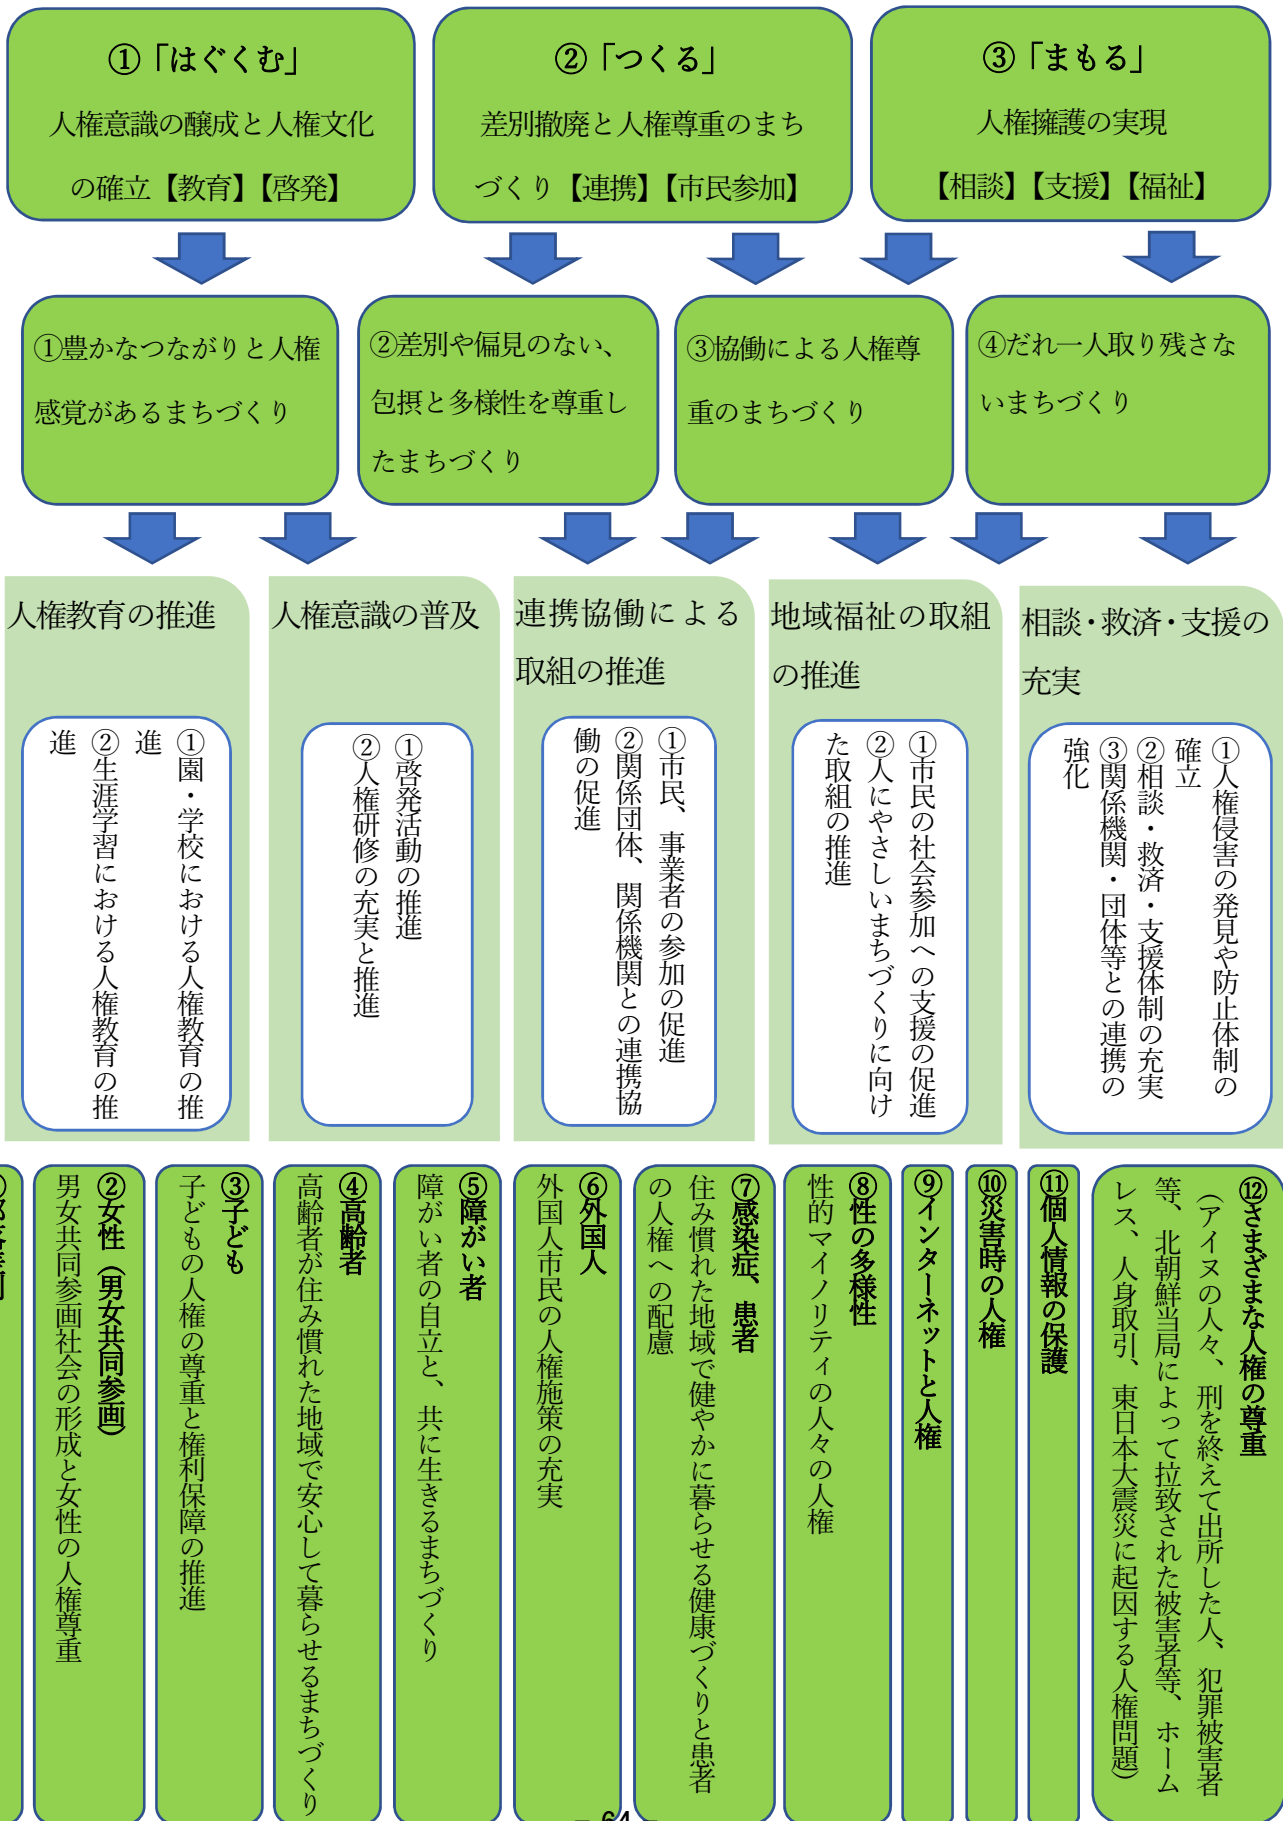 ①「はぐくむ」
人権意識の醸成と人権文化
の確立【教育】【啓発】
②「つくる」
差別撤廃と人権尊重のまち
づくり【連携】【市民参加】
③「まもる」
人権擁護の実現
【相談】【支援】【福祉】
①豊かなつながりと人権
感覚があるまちづくり
②差別や偏見のない、
包摂と多様性を尊重し
たまちづくり
③協働による人権尊
重のまちづくり
④だれ一人取り残さな
いまちづくり
人権教育の推進
①園・学校における人権教育の推
進
②生涯学習における人権教育の推
進
人権意識の普及
①啓発活動の推進
②人権研修の充実と推進
連携協働による
取組の推進
①市民、事業者の参加の促進
②関係団体、関係機関との連携協
働の促進
地域福祉の取組
の推進
①市民の社会参加への支援の促進
②人にやさしいまちづくりに向け
た取組の推進
相談・救済・支援の
充実
①人権侵害の発見や防止体制の
確立
②相談・救済・支援体制の充実
③関係機関・団体等との連携の
強化
②女性（男女共同参画）
男女共同参画社会の形成と女性の人権尊重
③子ども
子どもの人権の尊重と権利保障の推進
④高齢者
高齢者が住み慣れた地域で安心して暮らせるまちづくり
⑤障がい者
障がい者の自立と、共に生きるまちづくり
⑥外国人
外国人市民の人権施策の充実
⑦感染症、患者
住み慣れた地域で健やかに暮らせる健康づくりと患者
の人権への配慮
⑧性の多様性
性的マイノリティの人々の人権
⑨インターネットと人権
⑩災害時の人権
⑪個人情報の保護
⑫さまざまな人権の尊重
（アイヌの人々、刑を終えて出所した人、犯罪被害者
等、北朝鮮当局によって拉致された被害者等、ホーム
レス、人身取引、東日本大震災に起因する人権問題）
- 64 -